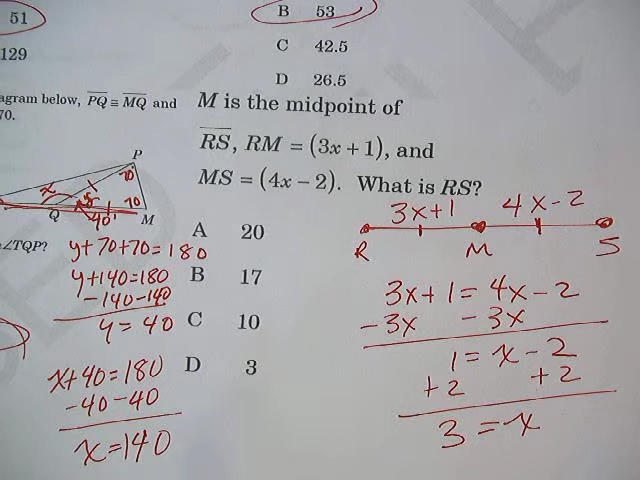 51
B 53
129
C 42.5
D 26.5
agram below, PQ ≅ MQ and
70.
M is the midpoint of
RS, RM = (3x + 1), and
MS = (4x − 2). What is RS?
P
70
x
70
Q
40
M
∠TQP?
y+70+70=180
y+140=180
-140 -140
y = 40
x+40=180
-40 -40
x=140
A 20
B 17
C 10
D 3
3x+1 4x-2
R M S
3x+1=4x-2
-3x -3x
1=x-2
+2 +2
3=x